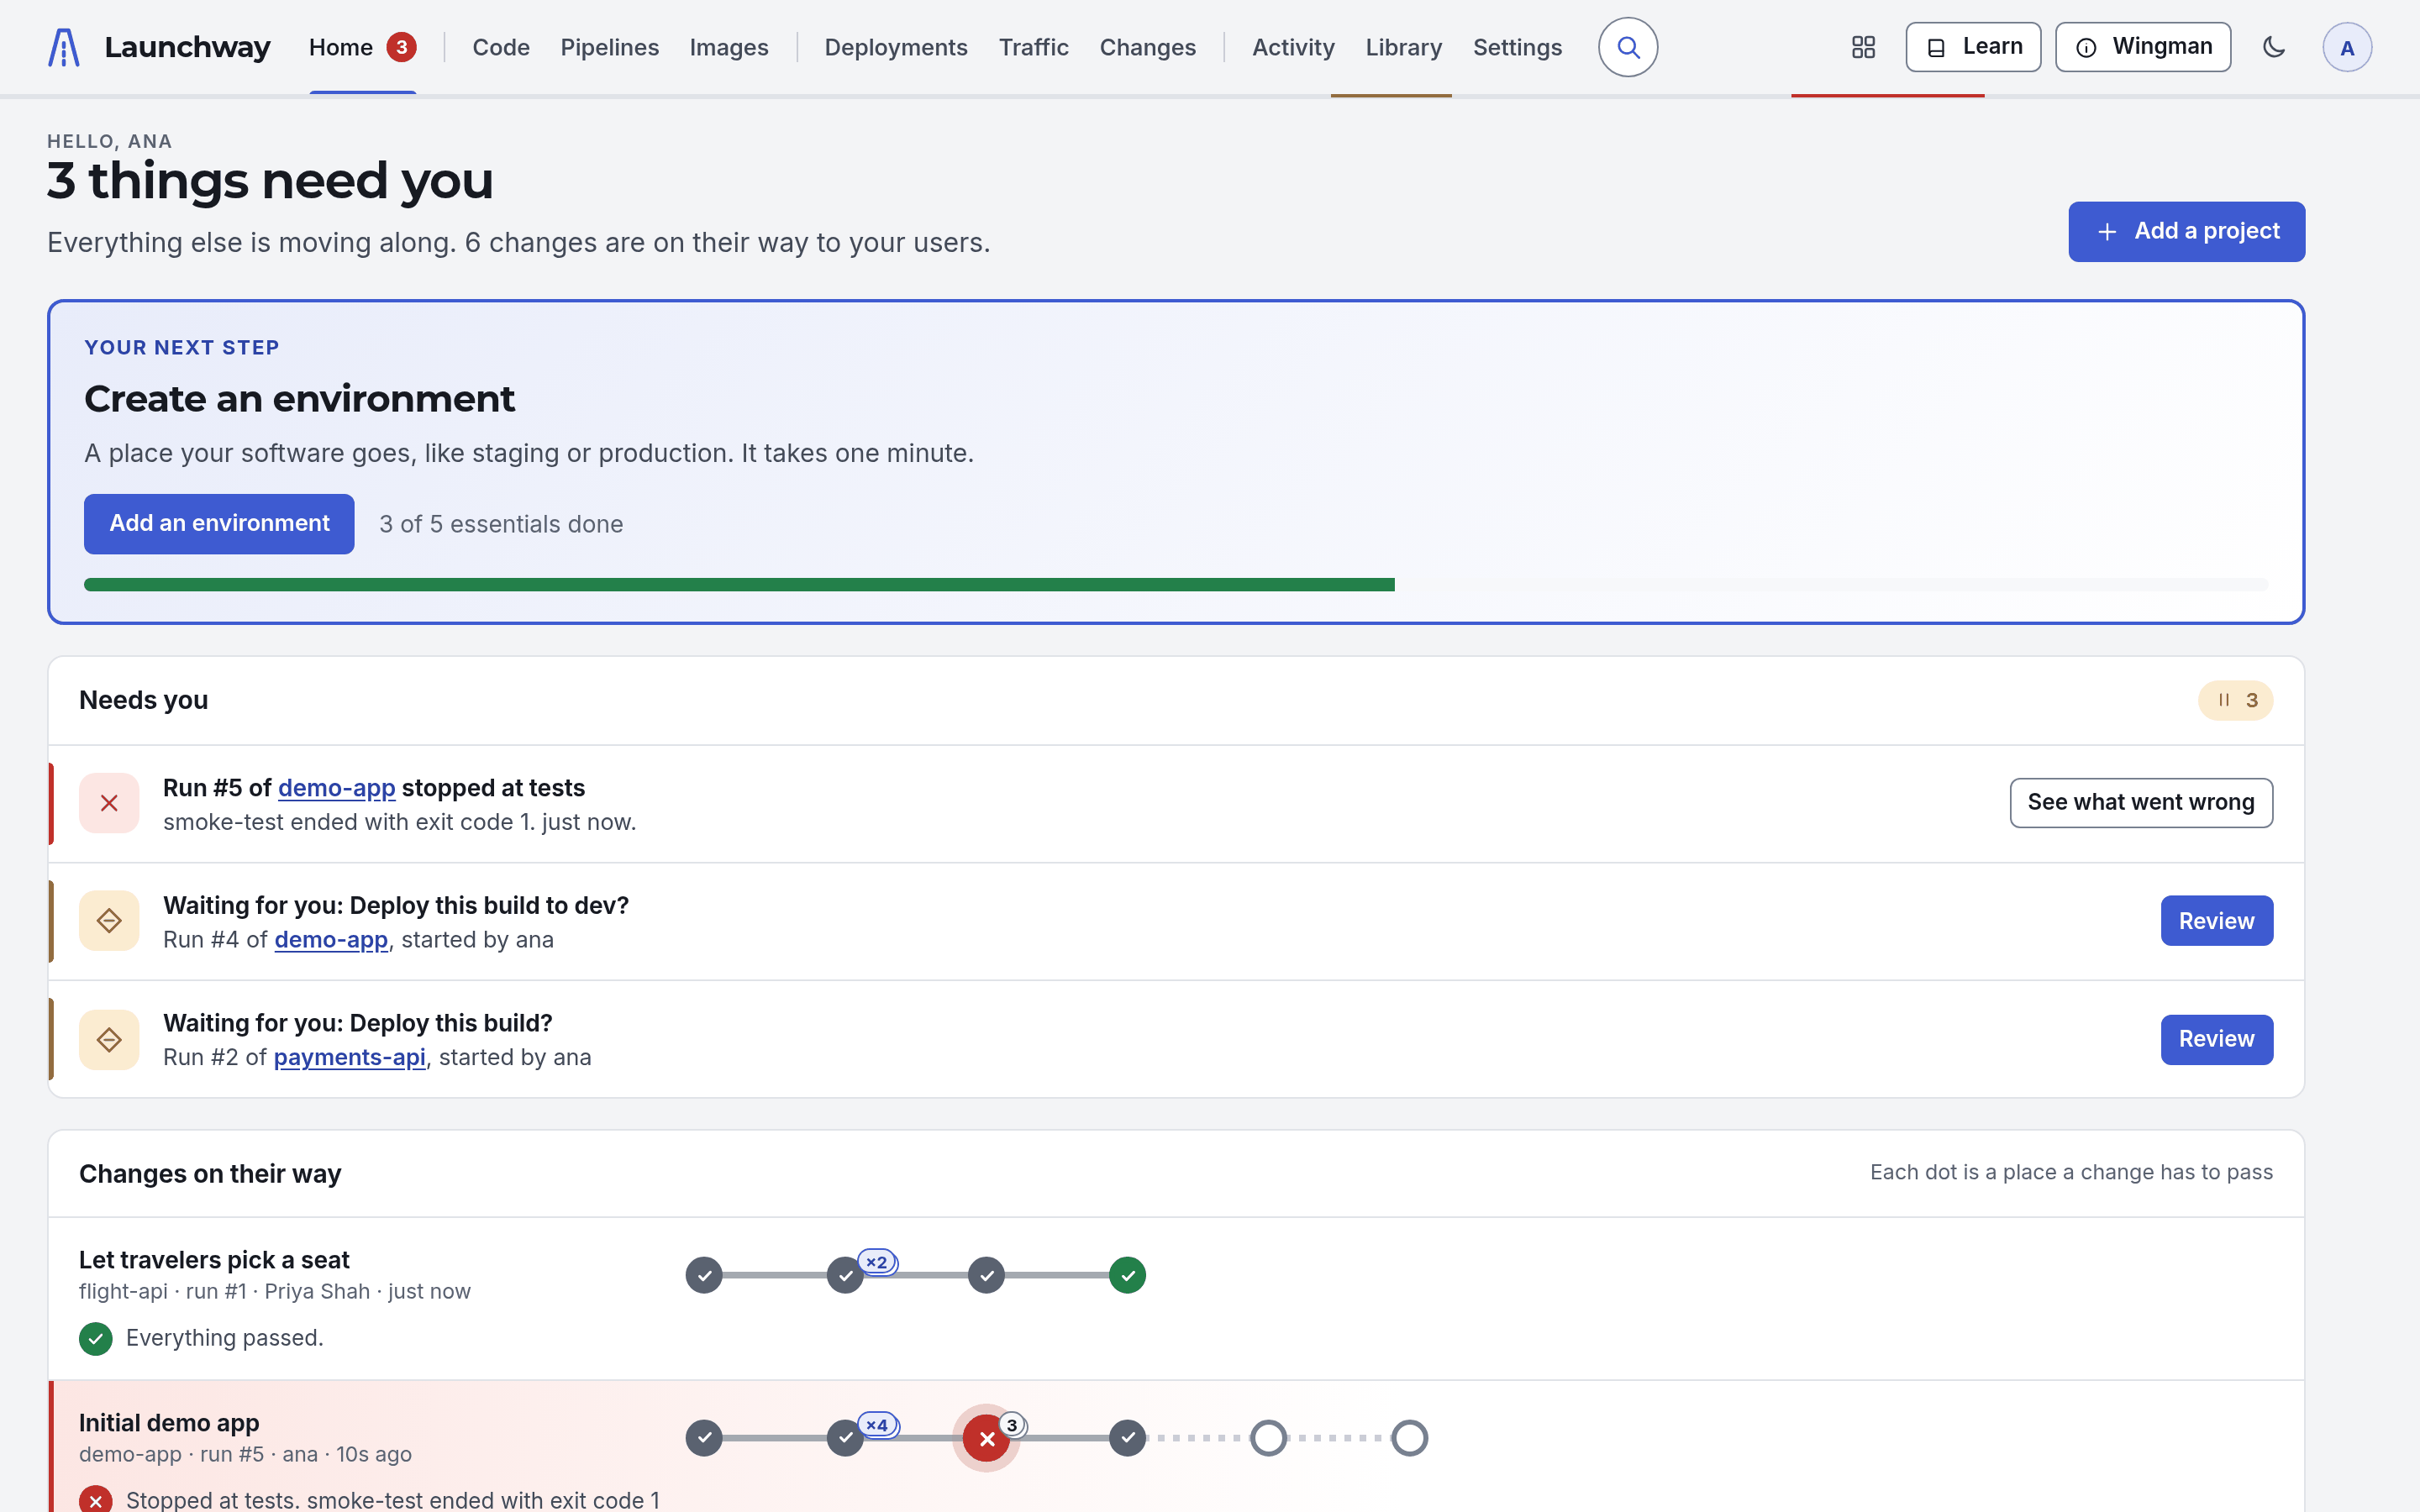 Launchway Home 3 Code Pipelines Images Deployments Traffic Changes Activity Library Settings Learn Wingman A
HELLO, ANA
3 things need you
Everything else is moving along. 6 changes are on their way to your users.
Add a project
YOUR NEXT STEP
Create an environment
A place your software goes, like staging or production. It takes one minute.
Add an environment 3 of 5 essentials done
Needs you 3
Run #5 of demo-app stopped at tests
smoke-test ended with exit code 1. just now.
See what went wrong
Waiting for you: Deploy this build to dev?
Run #4 of demo-app, started by ana
Review
Waiting for you: Deploy this build?
Run #2 of payments-api, started by ana
Review
Changes on their way Each dot is a place a change has to pass
Let travelers pick a seat
flight-api · run #1 · Priya Shah · just now
×2
Everything passed.
Initial demo app
demo-app · run #5 · ana · 10s ago
×4 3
Stopped at tests. smoke-test ended with exit code 1